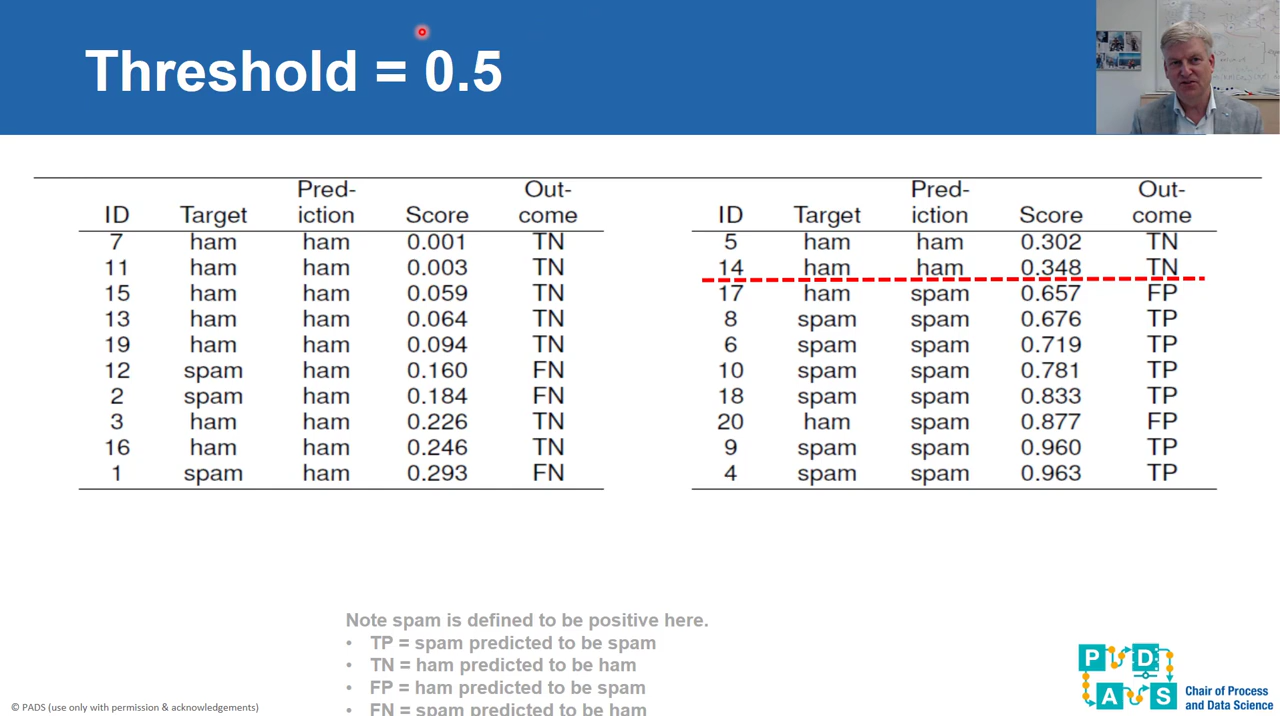 Threshold = 0.5
ID Target Pred-iction Score Out-come
7 ham ham 0.001 TN
11 ham ham 0.003 TN
15 ham ham 0.059 TN
13 ham ham 0.064 TN
19 ham ham 0.094 TN
12 spam ham 0.160 FN
2 spam ham 0.184 FN
3 ham ham 0.226 TN
16 ham ham 0.246 TN
1 spam ham 0.293 FN
ID Target Pred-iction Score Out-come
5 ham ham 0.302 TN
14 ham ham 0.348 TN
17 ham spam 0.657 FP
8 spam spam 0.676 TP
6 spam spam 0.719 TP
10 spam spam 0.781 TP
18 spam spam 0.833 TP
20 ham spam 0.877 FP
9 spam spam 0.960 TP
4 spam spam 0.963 TP
Note spam is defined to be positive here.
• TP = spam predicted to be spam
• TN = ham predicted to be ham
• FP = ham predicted to be spam
• FN = spam predicted to be ham
© PADS (use only with permission & acknowledgements)
P D
A S
Chair of Process
and Data Science